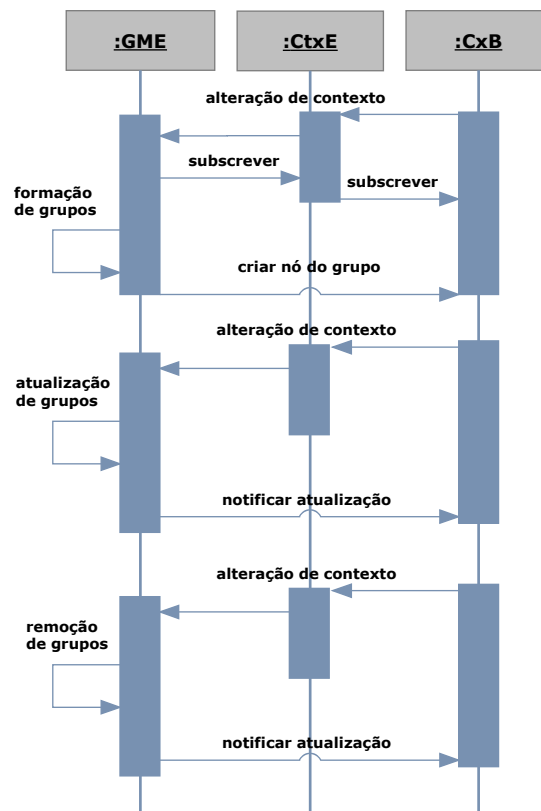 :GME
:CtxE
:CxB
alteração de contexto
subscrever
subscrever
formação
de grupos
criar nó do grupo
alteração de contexto
atualização
de grupos
notificar atualização
alteração de contexto
remoção
de grupos
notificar atualização